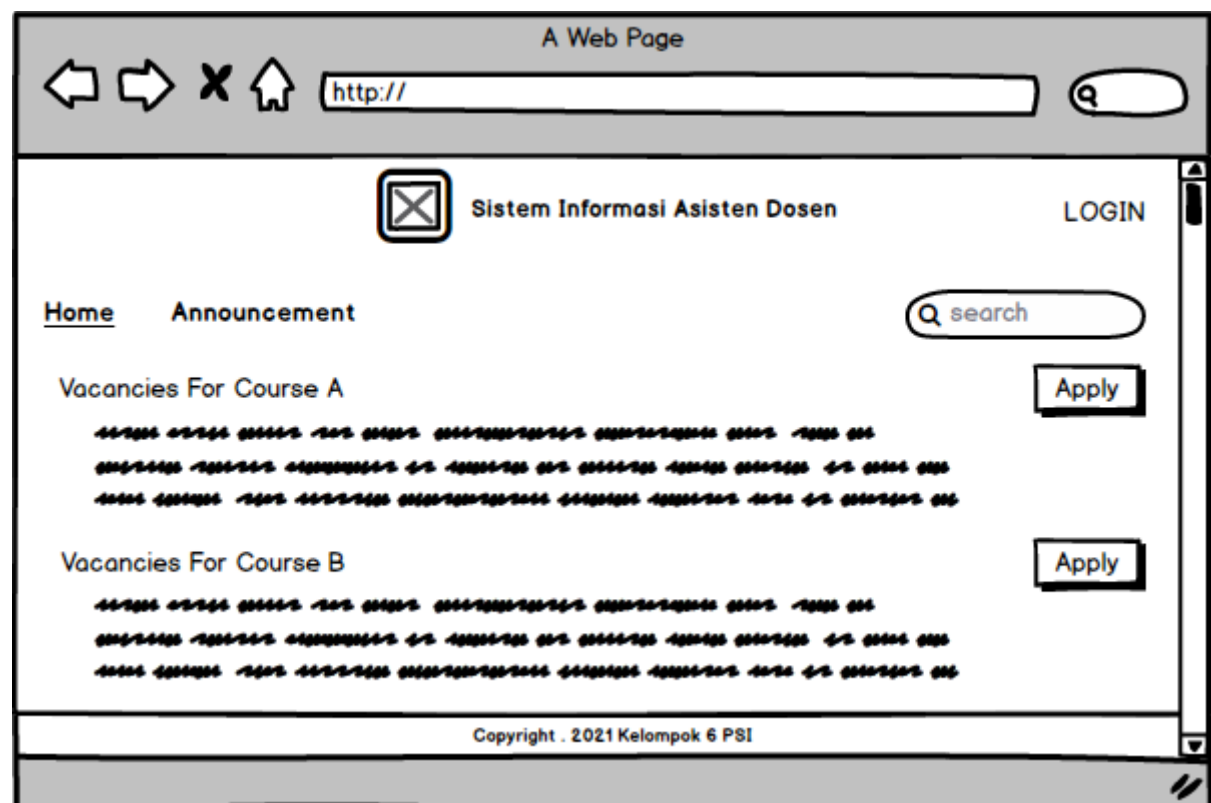 A Web Page
http://
Sistem Informasi Asisten Dosen
LOGIN
Home Announcement
search
Vacancies For Course A
Apply
Vacancies For Course B
Apply
Copyright . 2021 Kelompok 6 PSI